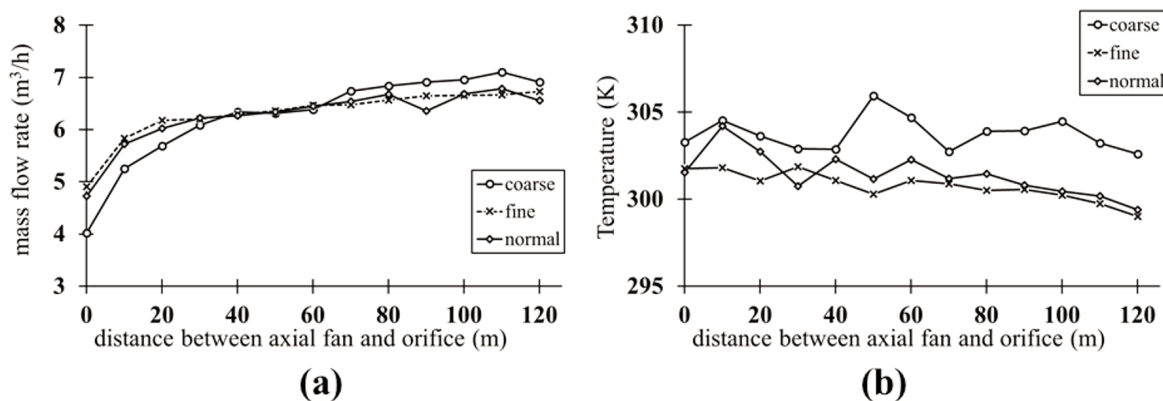 8
7
6
5
4
3
mass flow rate (m³/h)
coarse
fine
normal
0 20 40 60 80 100 120
distance between axial fan and orifice (m)
(a)
310
305
300
295
Temperature (K)
coarse
fine
normal
0 20 40 60 80 100 120
distance between axial fan and orifice (m)
(b)